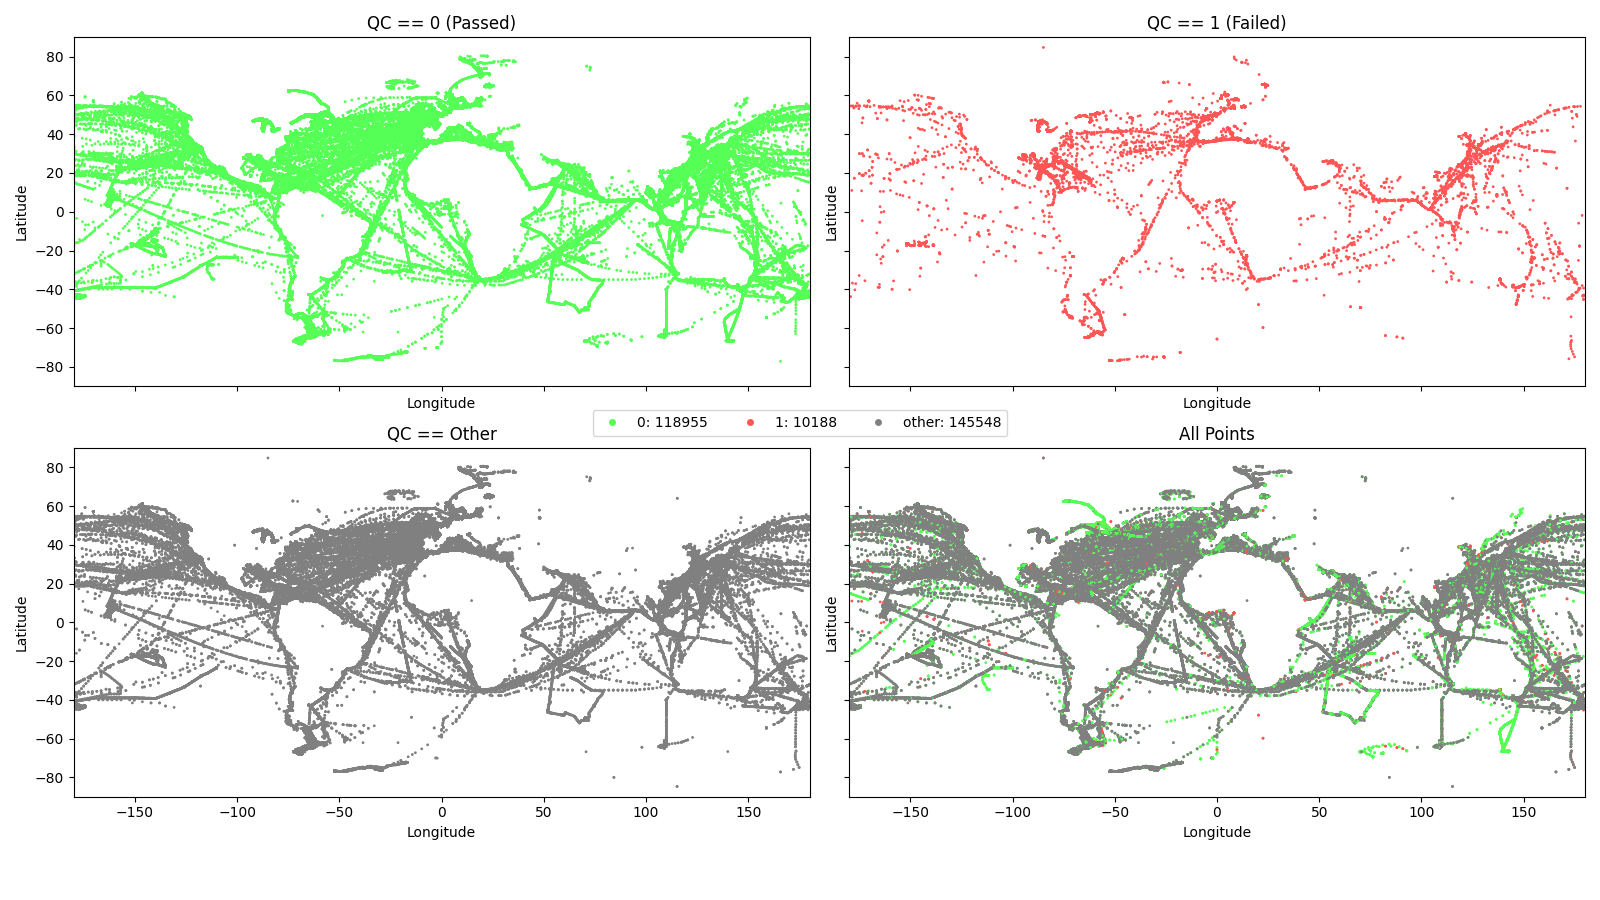 QC == 0 (Passed)
QC == 1 (Failed)
80
60
40
20
0
−20
−40
−60
−80
Latitude
Latitude
Longitude
Longitude
0: 118955
1: 10188
other: 145548
QC == Other
All Points
80
60
40
20
0
−20
−40
−60
−80
Latitude
Latitude
−150
−100
−50
0
50
100
150
−150
−100
−50
0
50
100
150
Longitude
Longitude